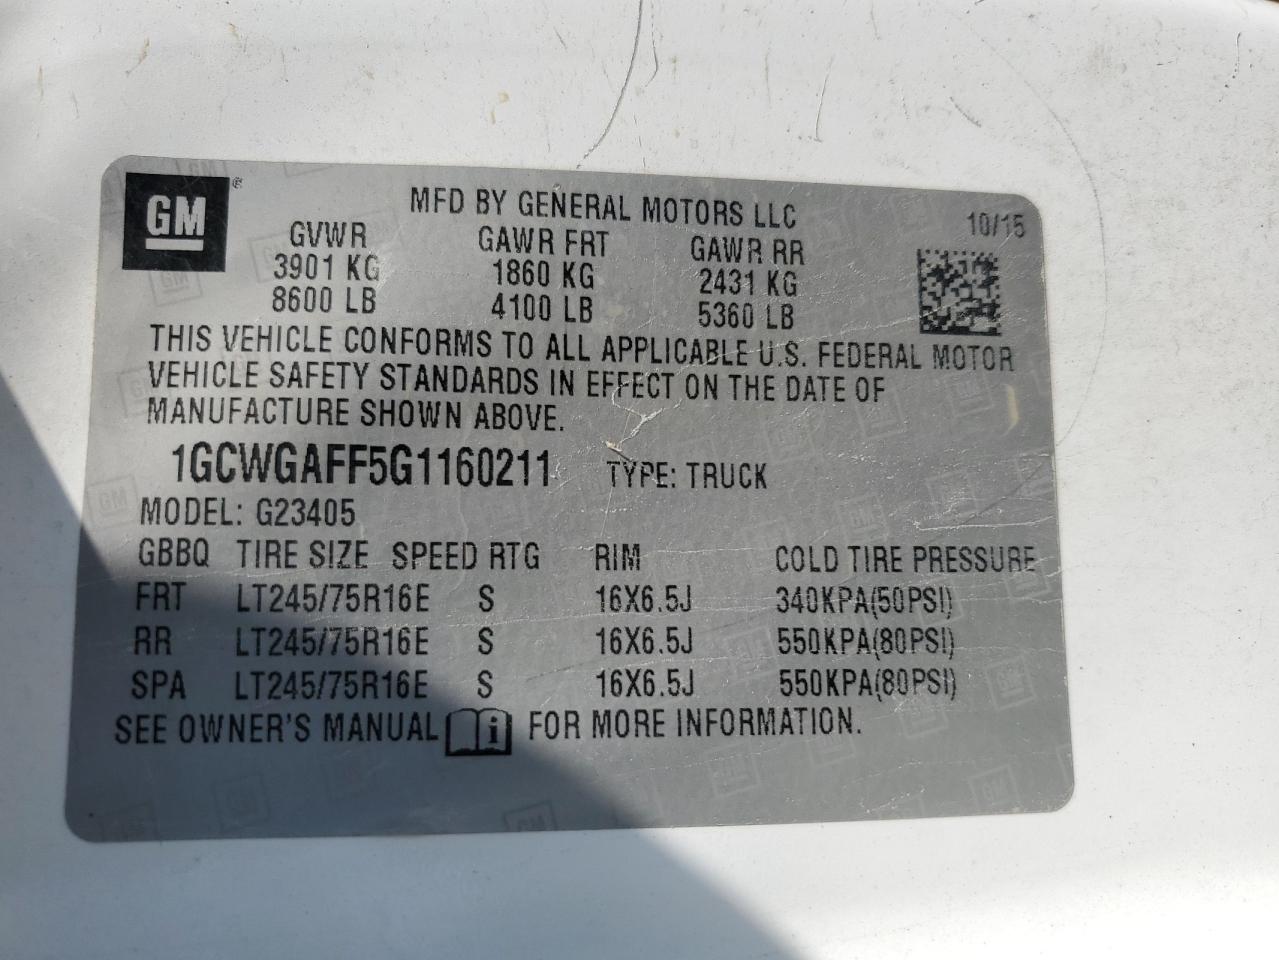 GM ®
MFD BY GENERAL MOTORS LLC 10/15
GVWR GAWR FRT GAWR RR
3901 KG 1860 KG 2431 KG
8600 LB 4100 LB 5360 LB
THIS VEHICLE CONFORMS TO ALL APPLICABLE U.S. FEDERAL MOTOR
VEHICLE SAFETY STANDARDS IN EFFECT ON THE DATE OF
MANUFACTURE SHOWN ABOVE.
1GCWGAFF5G1160211 TYPE: TRUCK
MODEL: G23405
GBBQ TIRE SIZE SPEED RTG RIM COLD TIRE PRESSURE
FRT LT245/75R16E S 16X6.5J 340KPA(50PSI)
RR LT245/75R16E S 16X6.5J 550KPA(80PSI)
SPA LT245/75R16E S 16X6.5J 550KPA(80PSI)
SEE OWNER'S MANUAL i FOR MORE INFORMATION.